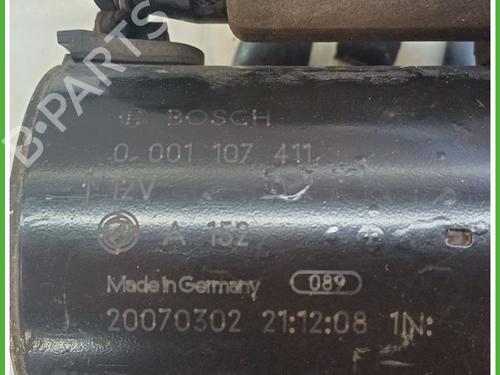 B-PARTS
BOSCH
0 001 107 411
12V
A 152
Made in Germany 089
20070302 21:12:08 1N: